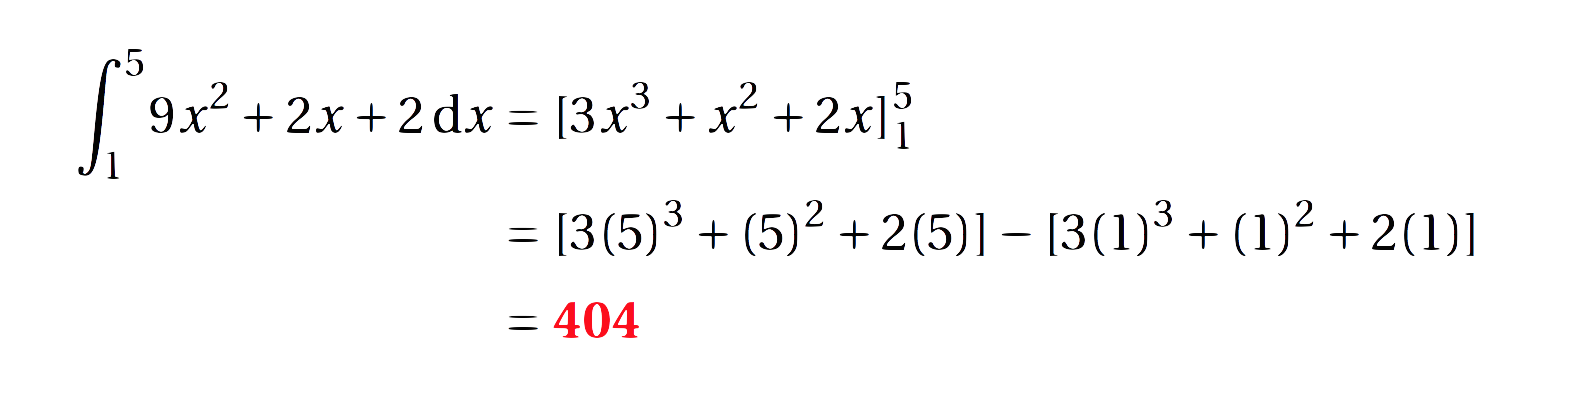 ∫₁⁵ 9x² + 2x + 2 dx = [3x³ + x² + 2x]₁⁵
= [3(5)³ + (5)² + 2(5)] − [3(1)³ + (1)² + 2(1)]
= 404